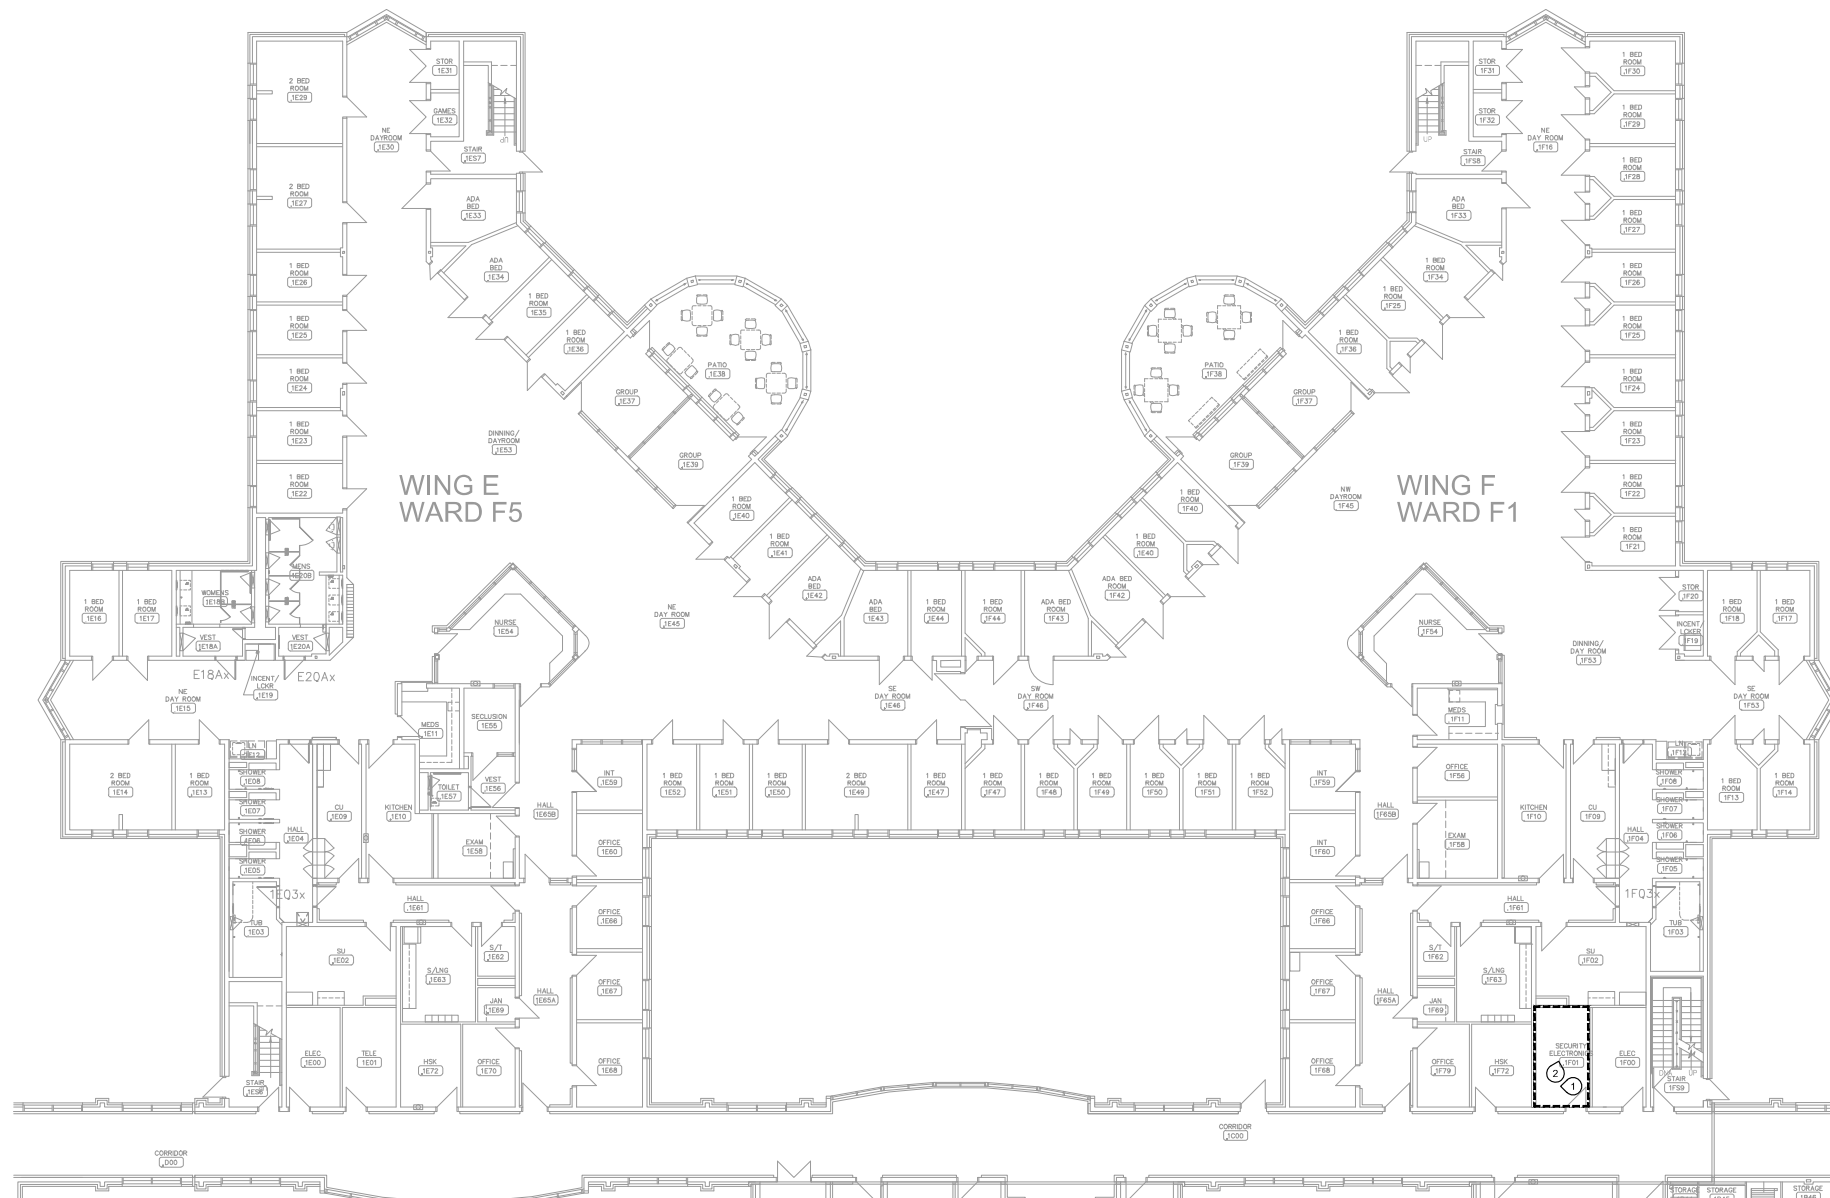 2 BED
ROOM
1E29
STOR
1E31
GAMES
1E32
NE
DAYROOM
1E30
UP
STAIR
1ES7
2 BED
ROOM
1E27
ADA
BED
1E33
1 BED
ROOM
1E26
ADA
BED
1E34
1 BED
ROOM
1E35
1 BED
ROOM
1E25
1 BED
ROOM
1E36
1 BED
ROOM
1E24
PATIO
1E38
GROUP
1E37
1 BED
ROOM
1E23
DINNING/
DAYROOM
1E53
GROUP
1E39
1 BED
ROOM
1E22
WING E
WARD F5
1 BED
ROOM
1E40
1 BED
ROOM
1E41
ADA
BED
1E42
MENS
1E20B
WOMENS
1E18B
1 BED
ROOM
1E16
1 BED
ROOM
1E17
VEST
1E18A
VEST
1E20A
E18Ax
E20Ax
INCENT/
LCKR
1E19
NE
DAY ROOM
1E15
NURSE
1E54
NE
DAY ROOM
1E45
ADA
BED
1E43
1 BED
ROOM
1E44
1 BED
ROOM
1F44
ADA BED
ROOM
1F43
SE
DAY ROOM
1E46
SW
DAY ROOM
1F46
MEDS
1E11
SECLUSION
1E55
2 BED
ROOM
1E14
1 BED
ROOM
1E13
LN
1E12
SHOWER
1E08
SHOWER
1E07
SHOWER
1E06
SHOWER
1E05
HALL
1E04
CU
1E09
KITCHEN
1E10
TOILET
1E57
VEST
1E56
EXAM
1E58
HALL
1E65B
INT
1E59
OFFICE
1E60
1 BED
ROOM
1E52
1 BED
ROOM
1E51
1 BED
ROOM
1E50
2 BED
ROOM
1E49
1 BED
ROOM
1E47
1 BED
ROOM
1F47
1 BED
ROOM
1F48
1 BED
ROOM
1F49
1 BED
ROOM
1F50
1 BED
ROOM
1F51
1 BED
ROOM
1F52
1E03x
TUB
1E03
HALL
1E61
OFFICE
1E66
SU
1E02
S/LNG
1E63
S/T
1E62
JAN
1E69
HALL
1E65A
OFFICE
1E67
OFFICE
1E68
STAIR
1ES6
ELEC
1E00
TELE
1E01
HSK
1E72
OFFICE
1E70
CORRIDOR
D00
STOR
1F31
STOR
1F32
NE
DAY ROOM
1F16
UP
STAIR
1FS8
1 BED
ROOM
1F30
1 BED
ROOM
1F29
1 BED
ROOM
1F28
1 BED
ROOM
1F27
1 BED
ROOM
1F26
1 BED
ROOM
1F25
1 BED
ROOM
1F24
1 BED
ROOM
1F23
1 BED
ROOM
1F22
1 BED
ROOM
1F21
ADA
BED
1F33
1 BED
ROOM
1F34
1 BED
ROOM
1F25
1 BED
ROOM
1F36
PATIO
1F38
GROUP
1F37
GROUP
1F39
NW
DAYROOM
1F45
WING F
WARD F1
1 BED
ROOM
1F40
1 BED
ROOM
1E40
ADA BED
ROOM
1F42
NURSE
1F54
DINNING/
DAY ROOM
1F53
STOR
1F20
INCENT/
LCKER
1F19
1 BED
ROOM
1F18
1 BED
ROOM
1F17
SE
DAY ROOM
1F53
MEDS
1F11
INT
1F59
INT
1F60
HALL
1F65B
OFFICE
1F56
EXAM
1F58
KITCHEN
1F10
CU
1F09
HALL
1F04
LN
1F12
SHOWER
1F08
SHOWER
1F07
SHOWER
1F06
SHOWER
1F05
1 BED
ROOM
1F13
1 BED
ROOM
1F14
1F03x
TUB
1F03
HALL
1F61
OFFICE
1F66
OFFICE
1F67
OFFICE
1F68
HALL
1F65A
S/T
1F62
JAN
1F69
S/LNG
1F63
SU
1F02
OFFICE
1F79
HSK
1F72
SECURITY
ELECTRONIC
1F01
2
1
ELEC
1F00
UP
STAIR
1FS9
CORRIDOR
1C00
STORAGE
STORAGE
STORAGE